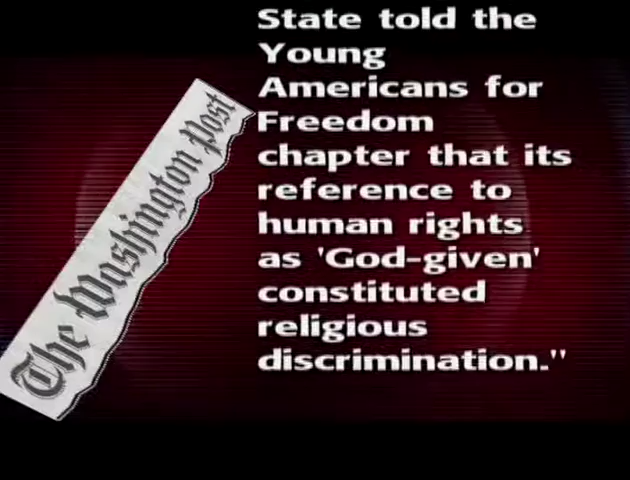 State told the
Young
Americans for
Freedom
chapter that its
reference to
human rights
as 'God-given'
constituted
religious
discrimination."
The Washington Post